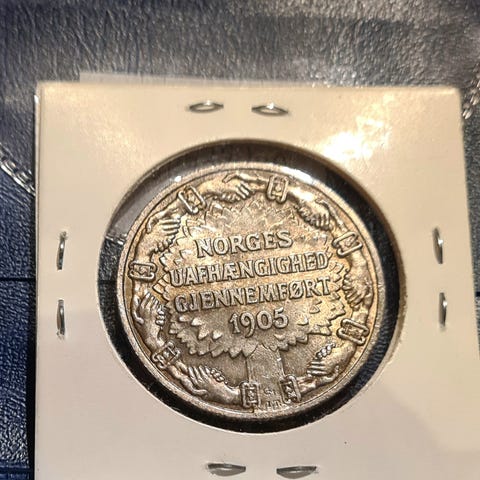 NORGES
UAFHÆNGIGHED
GJENNEMFØRT
1905